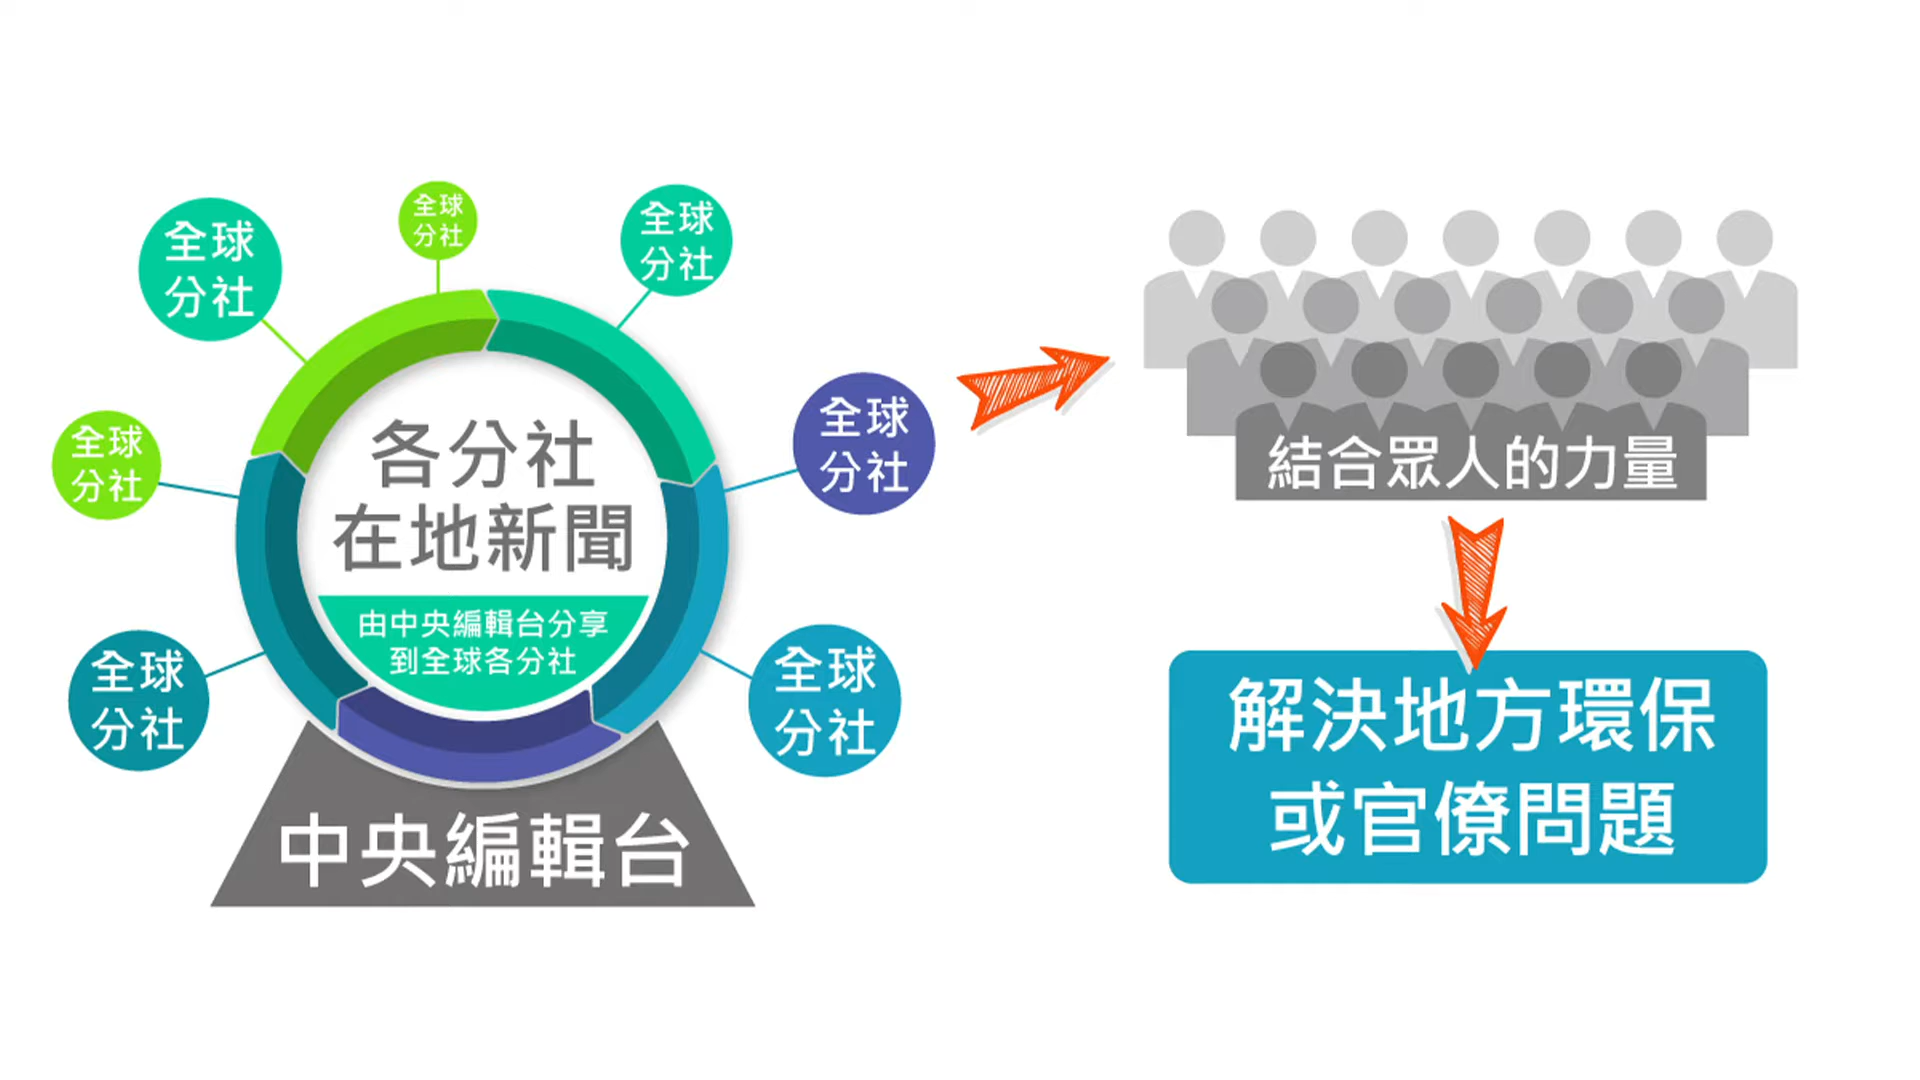 全球
分社
全球
分社
全球
分社
全球
分社
全球
分社
全球
分社
全球
分社
各分社
在地新聞
由中央編輯台分享
到全球各分社
中央編輯台
結合眾人的力量
解決地方環保
或官僚問題